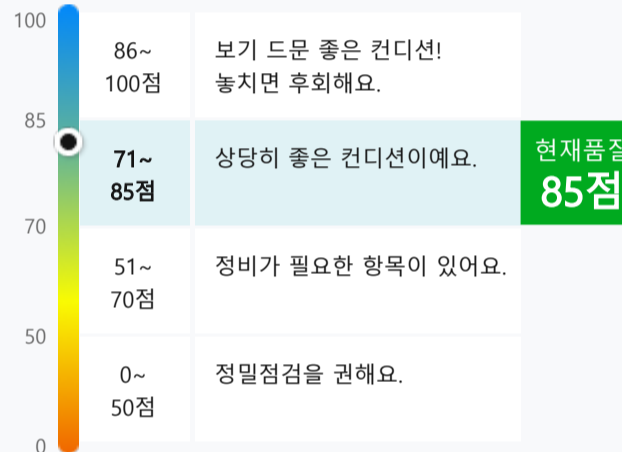 100
86~
100점
보기 드문 좋은 컨디션!
놓치면 후회해요.
85
71~
85점
상당히 좋은 컨디션이예요.
현재품질
85점
70
51~
70점
정비가 필요한 항목이 있어요.
50
0~
50점
정밀점검을 권해요.
0